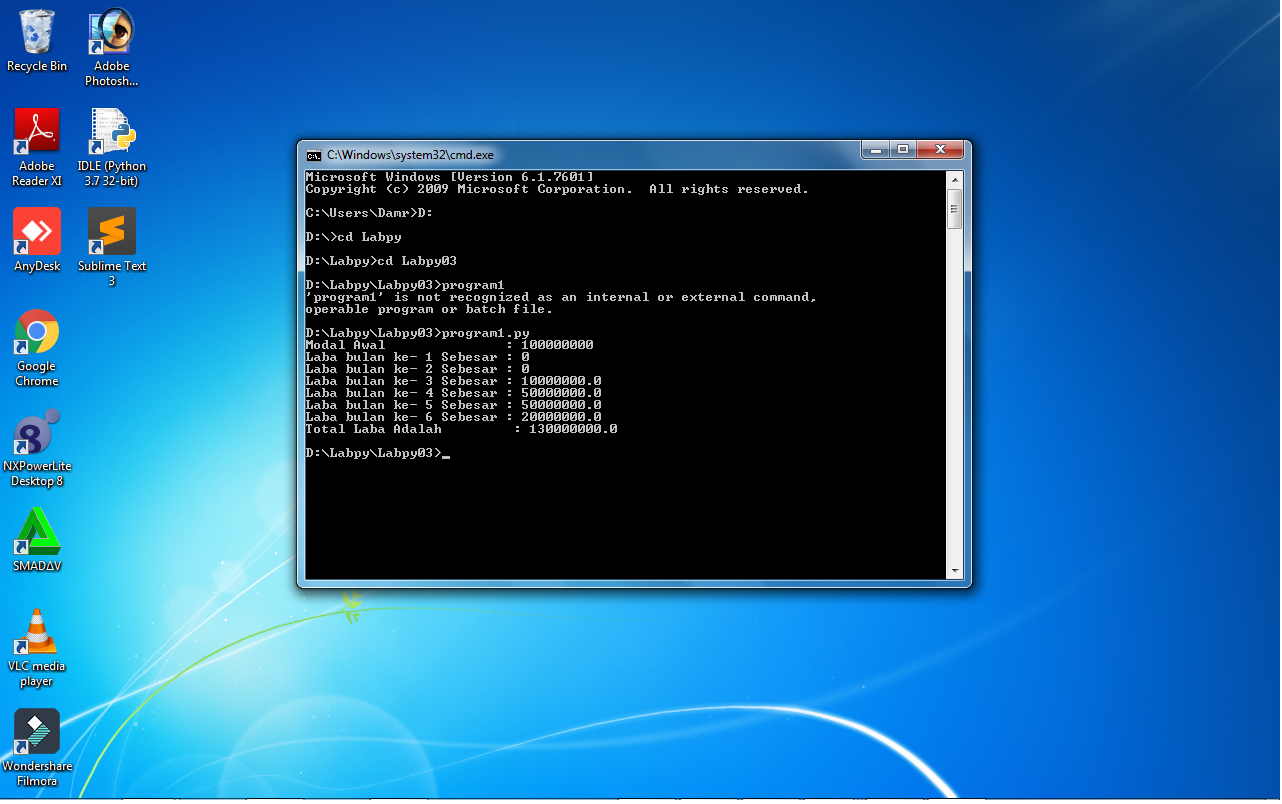 Recycle Bin
Adobe
Photosh...
Adobe
Reader XI
IDLE (Python
3.7 32-bit)
AnyDesk
Sublime Text
3
Google
Chrome
NXPowerLite
Desktop 8
SMADΔV
VLC media
player
Wondershare
Filmora
C:\Windows\system32\cmd.exe
Microsoft Windows [Version 6.1.7601]
Copyright (c) 2009 Microsoft Corporation.  All rights reserved.
C:\Users\Damr>D:
D:\>cd Labpy
D:\Labpy>cd Labpy03
D:\Labpy\Labpy03>program1
'program1' is not recognized as an internal or external command,
operable program or batch file.
D:\Labpy\Labpy03>program1.py
Modal Awal               : 100000000
Laba bulan ke- 1 Sebesar : 0
Laba bulan ke- 2 Sebesar : 0
Laba bulan ke- 3 Sebesar : 10000000.0
Laba bulan ke- 4 Sebesar : 50000000.0
Laba bulan ke- 5 Sebesar : 50000000.0
Laba bulan ke- 6 Sebesar : 20000000.0
Total Laba Adalah         : 130000000.0
D:\Labpy\Labpy03>_